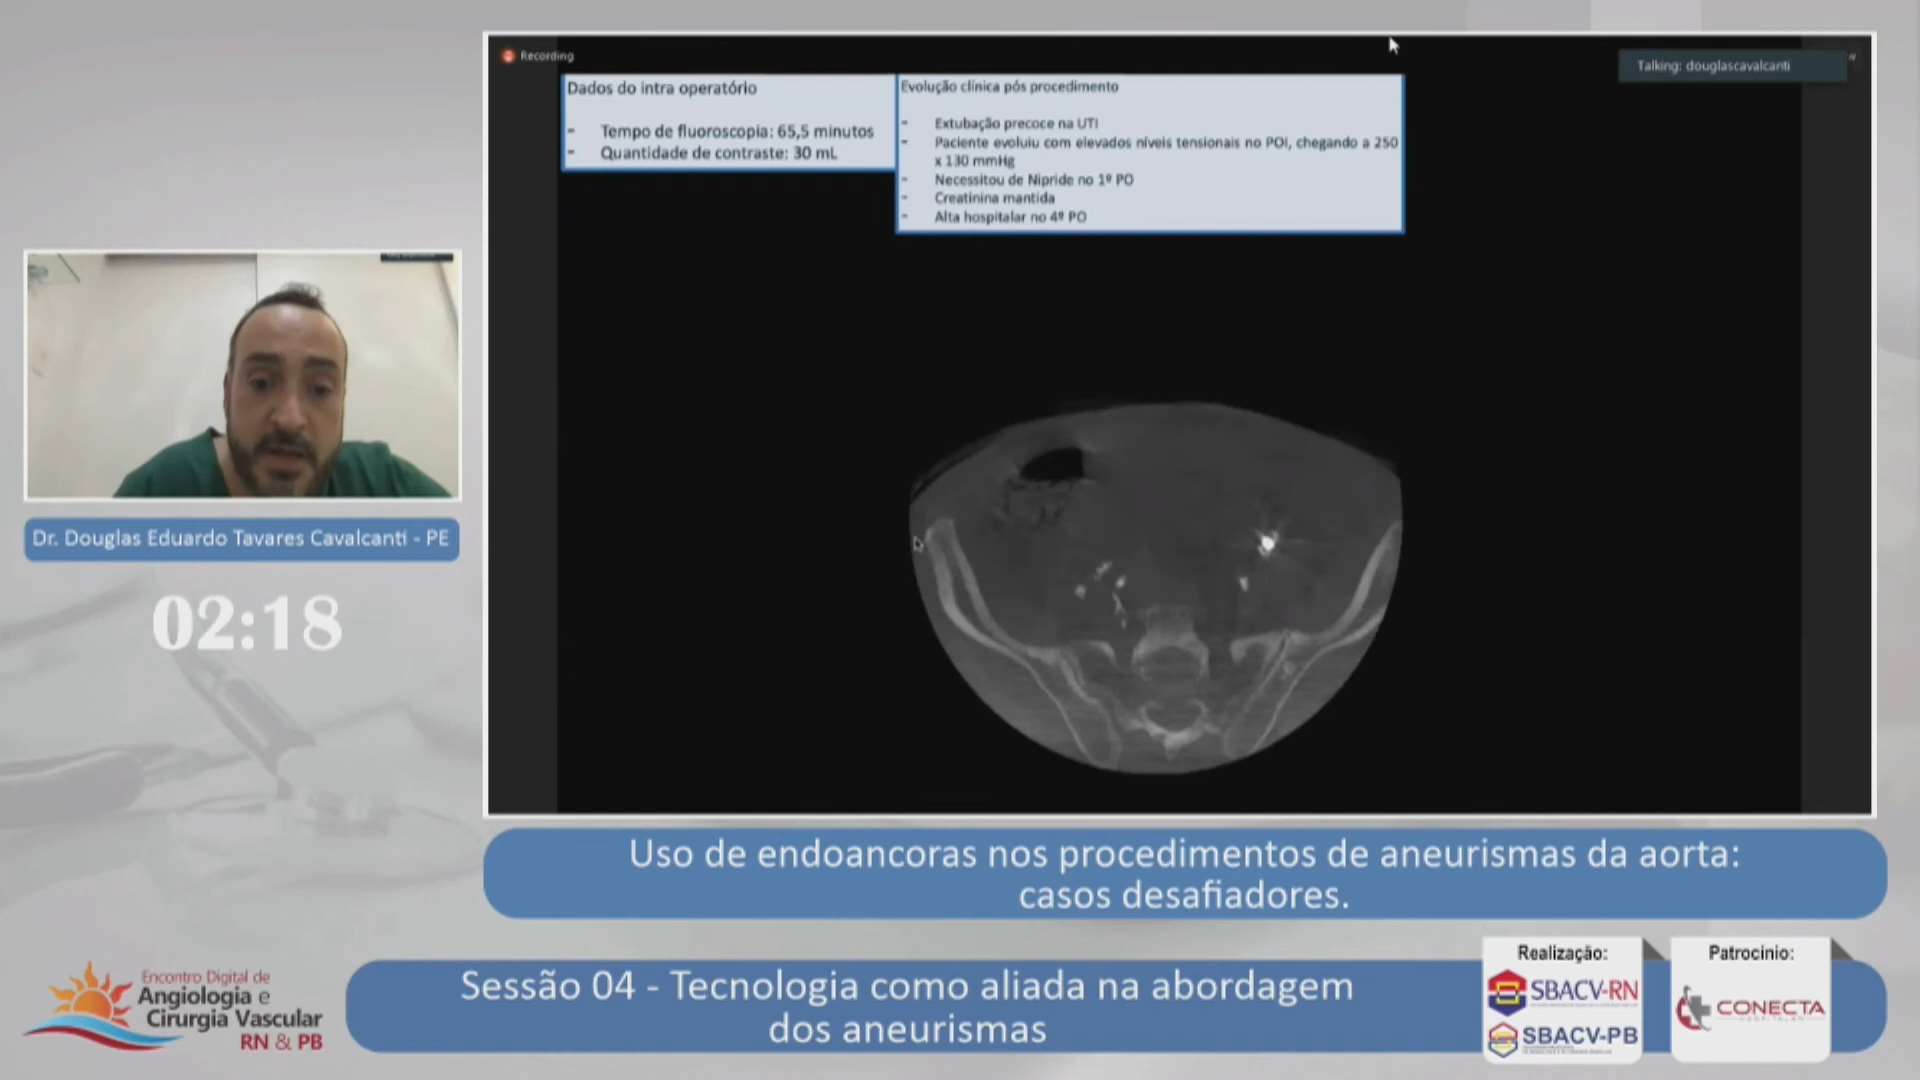 Recording
Talking: douglascavalcanti
Dados do intra operatório
- Tempo de fluoroscopia: 65,5 minutos
- Quantidade de contraste: 30 mL
Evolução clínica pós procedimento
- Extubação precoce na UTI
- Paciente evoluiu com elevados níveis tensionais no POI, chegando a 250
x 130 mmHg
- Necessitou de Nipride no 1º PO
- Creatinina mantida
- Alta hospitalar no 4º PO
Dr. Douglas Eduardo Tavares Cavalcanti - PE
02:18
Uso de endoancoras nos procedimentos de aneurismas da aorta:
casos desafiadores.
Encontro Digital de
Angiologia e
Cirurgia Vascular
RN & PB
Sessão 04 - Tecnologia como aliada na abordagem
dos aneurismas
Realização:
SBACV-RN
SBACV-PB
Patrocinio:
CONECTA